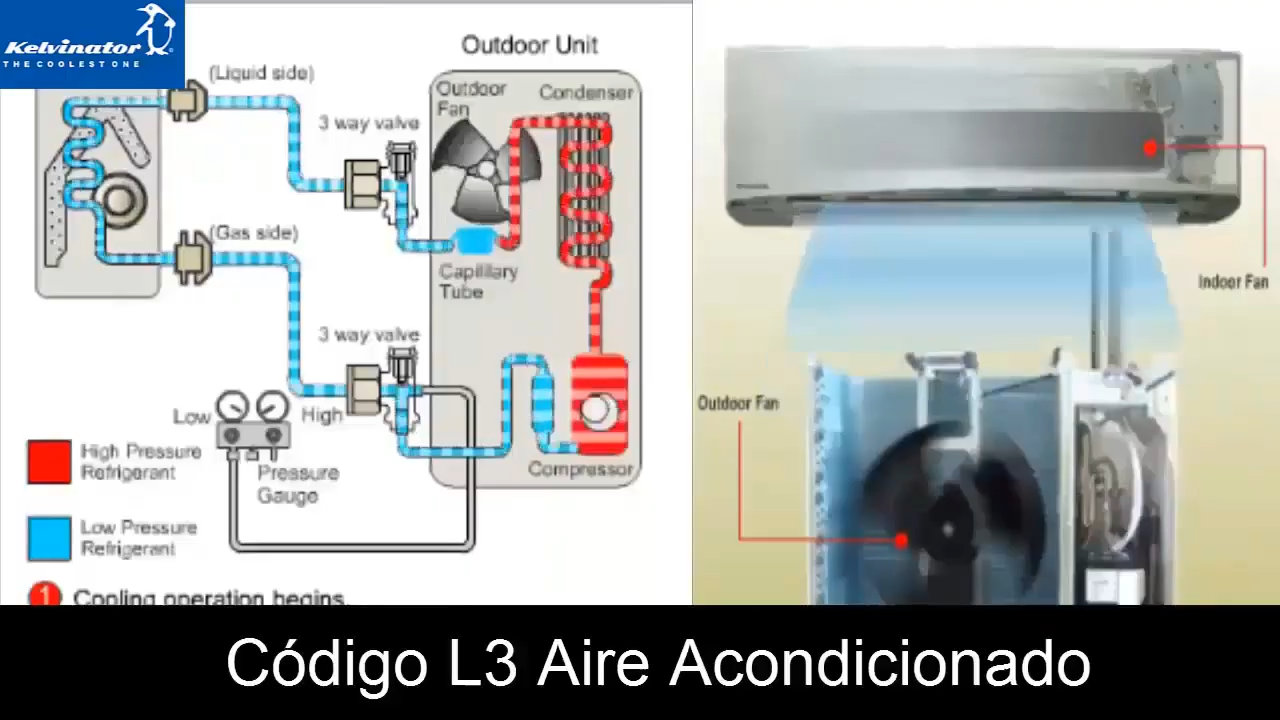 Kelvinator
THE COOLEST ONE
Outdoor Unit
(Liquid side)
Outdoor
Fan
Condenser
3 way valve
(Gas side)
Capillary
Tube
3 way valve
Low
High
Pressure
Gauge
Compressor
High Pressure
Refrigerant
Low Pressure
Refrigerant
1 Cooling operation begins.
Indoor Fan
Outdoor Fan
Código L3 Aire Acondicionado